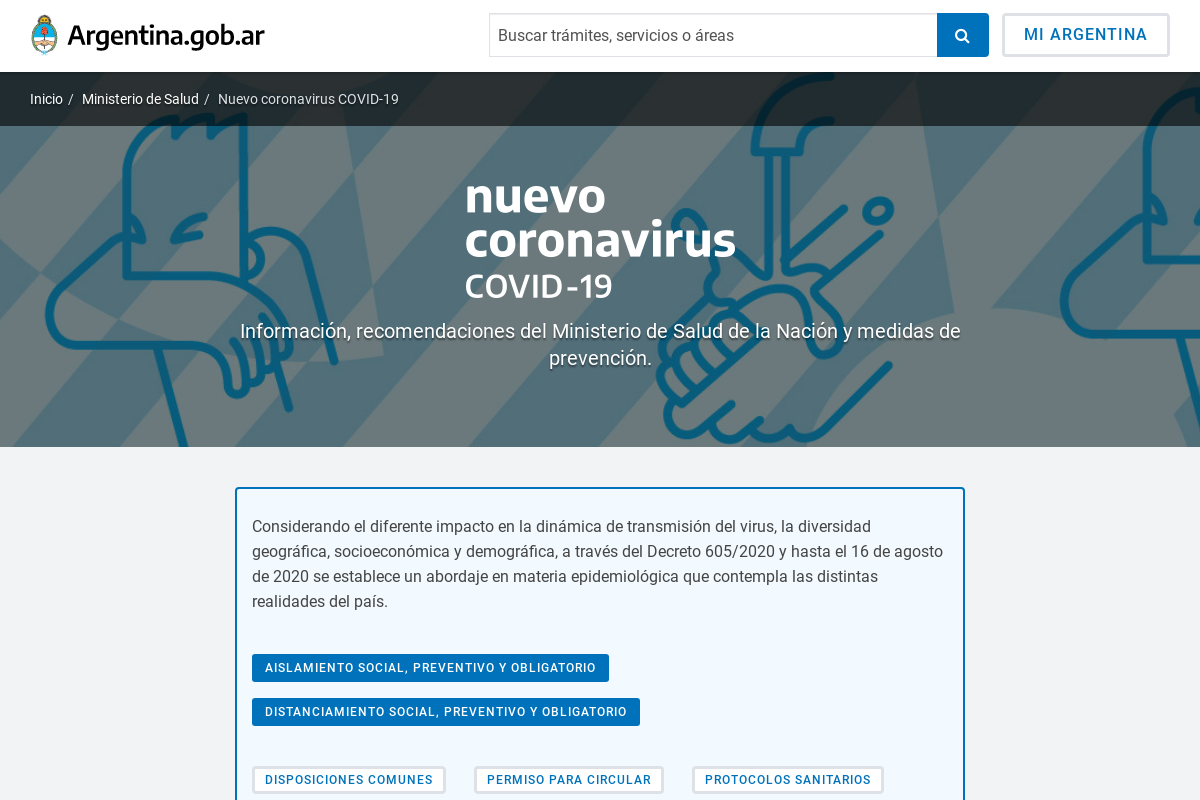 Argentina.gob.ar
Buscar trámites, servicios o áreas
MI ARGENTINA
Inicio / Ministerio de Salud / Nuevo coronavirus COVID-19
nuevo
coronavirus
COVID-19
Información, recomendaciones del Ministerio de Salud de la Nación y medidas de
prevención.
Considerando el diferente impacto en la dinámica de transmisión del virus, la diversidad
geográfica, socioeconómica y demográfica, a través del Decreto 605/2020 y hasta el 16 de agosto
de 2020 se establece un abordaje en materia epidemiológica que contempla las distintas
realidades del país.
AISLAMIENTO SOCIAL, PREVENTIVO Y OBLIGATORIO
DISTANCIAMIENTO SOCIAL, PREVENTIVO Y OBLIGATORIO
DISPOSICIONES COMUNES
PERMISO PARA CIRCULAR
PROTOCOLOS SANITARIOS